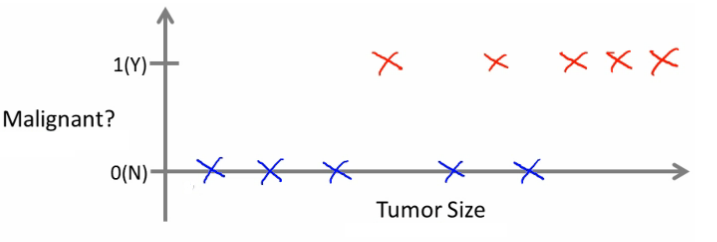 1(Y)
Malignant?
0(N)
Tumor Size